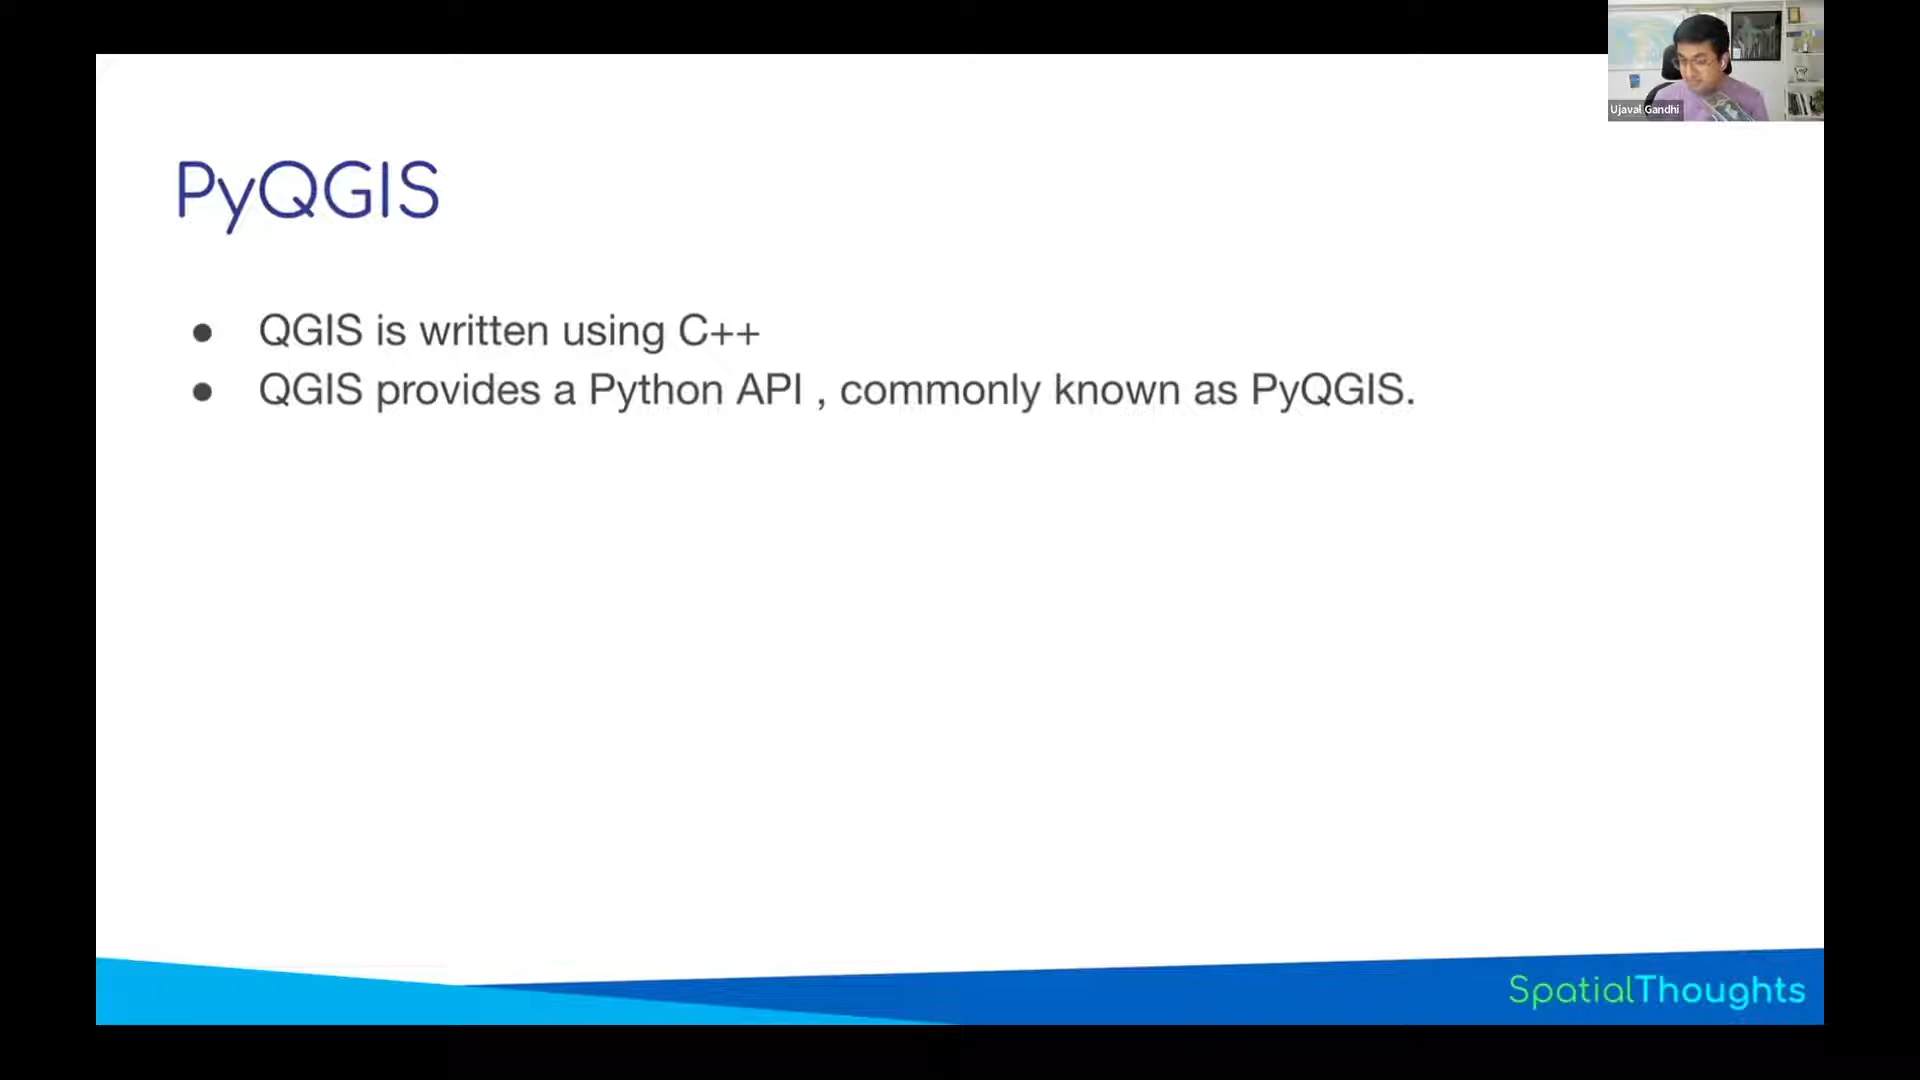 Ujaval Gandhi
PyQGIS
● QGIS is written using C++
● QGIS provides a Python API , commonly known as PyQGIS.
SpatialThoughts